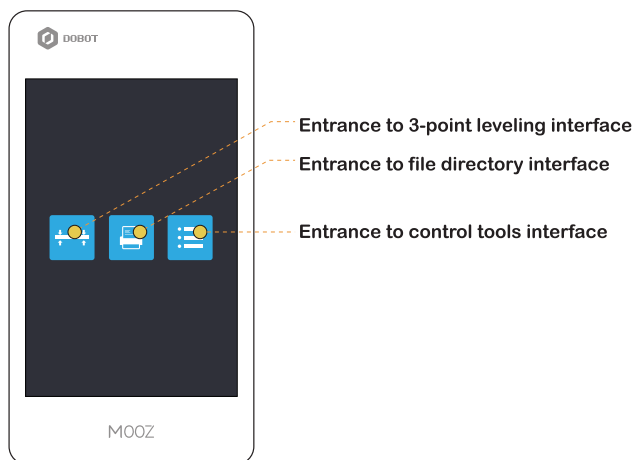 DOBOT
Entrance to 3-point leveling interface
Entrance to file directory interface
Entrance to control tools interface
MOOZ